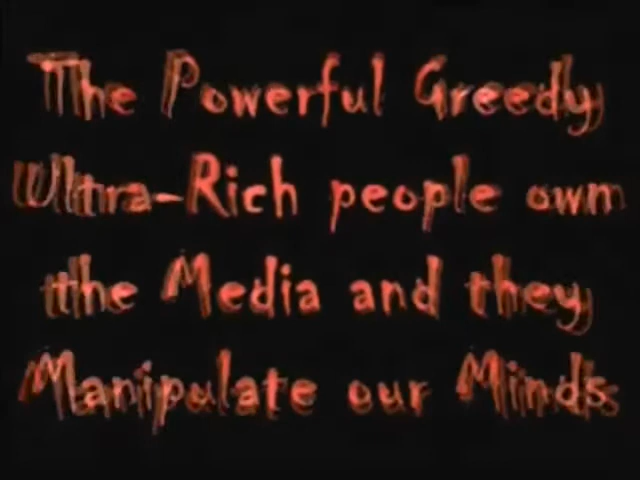 The Powerful Greedy
Ultra-Rich people own
the Media and they
Manipulate our Minds